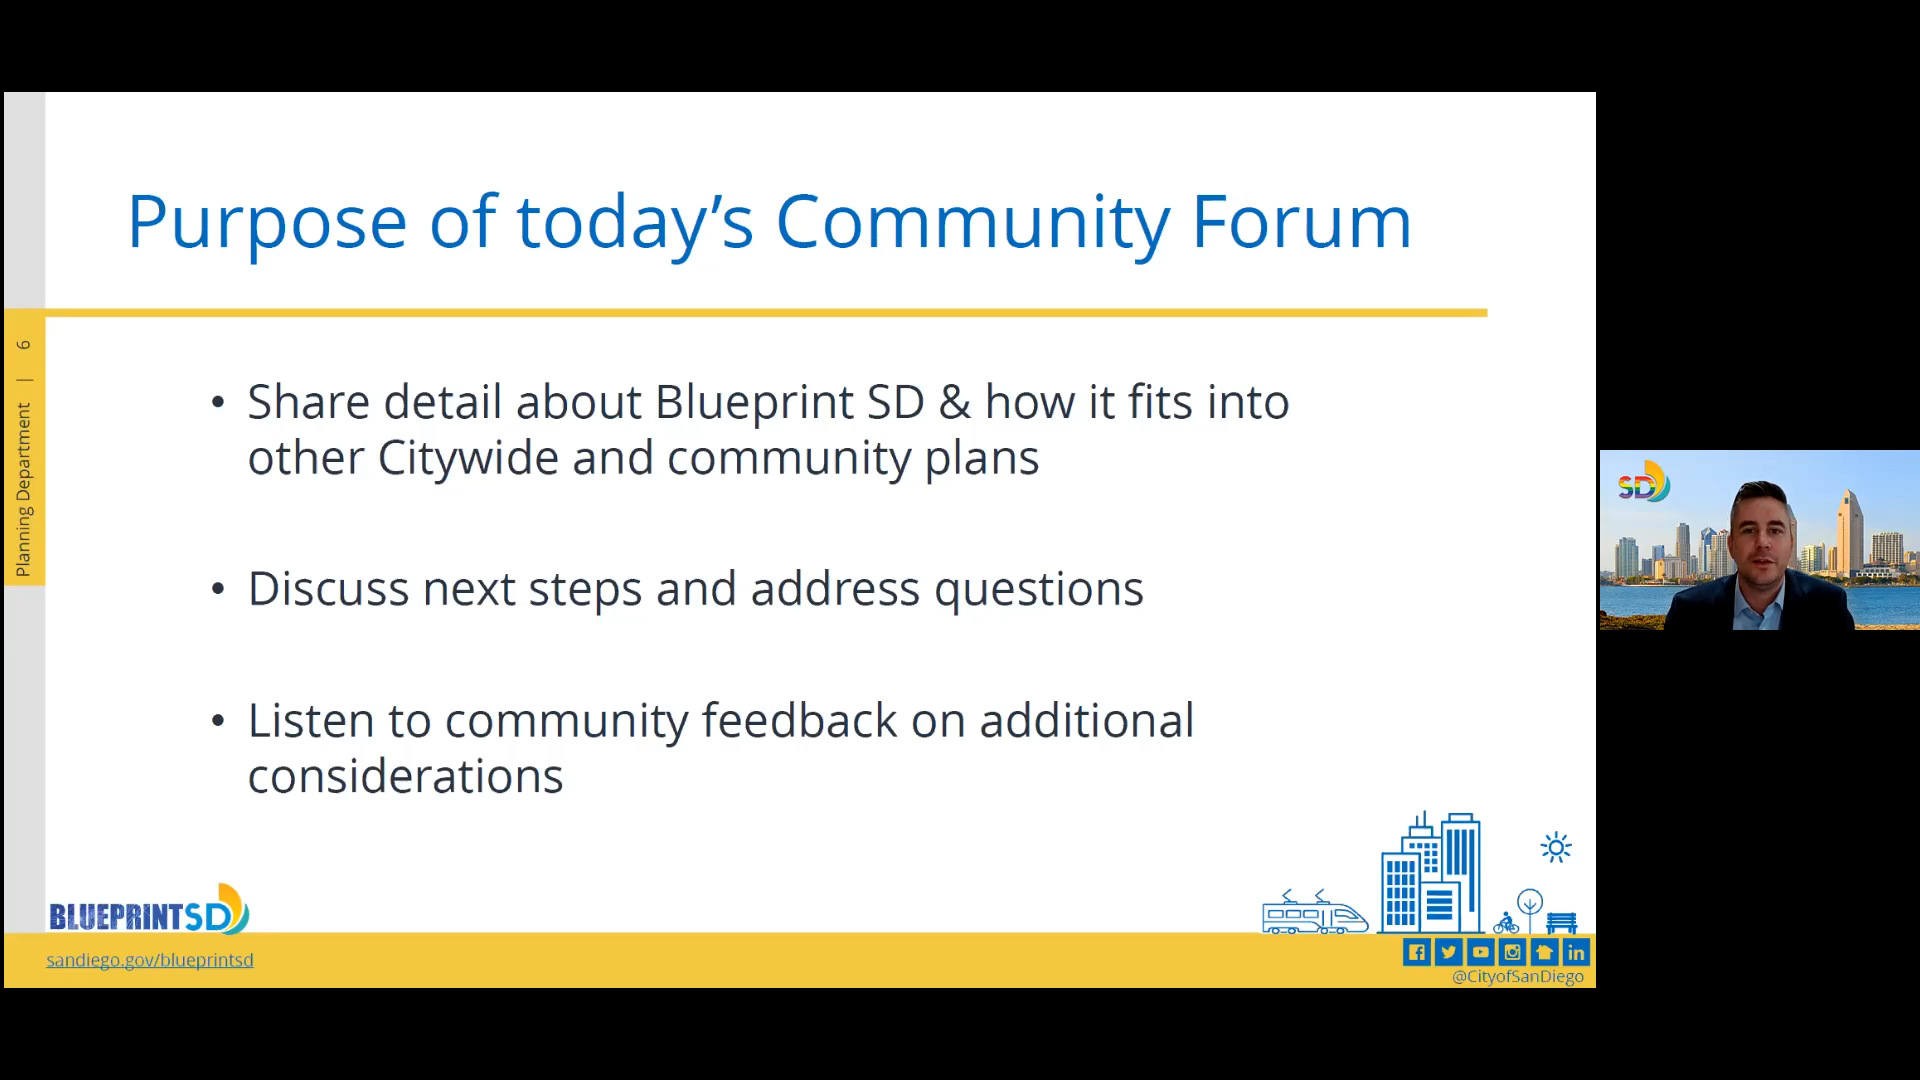 Purpose of today’s Community Forum
Planning Department | 6
• Share detail about Blueprint SD & how it fits into
other Citywide and community plans
• Discuss next steps and address questions
• Listen to community feedback on additional
considerations
BLUEPRINTSD
sandiego.gov/blueprintsd
@CityofSanDiego
SD